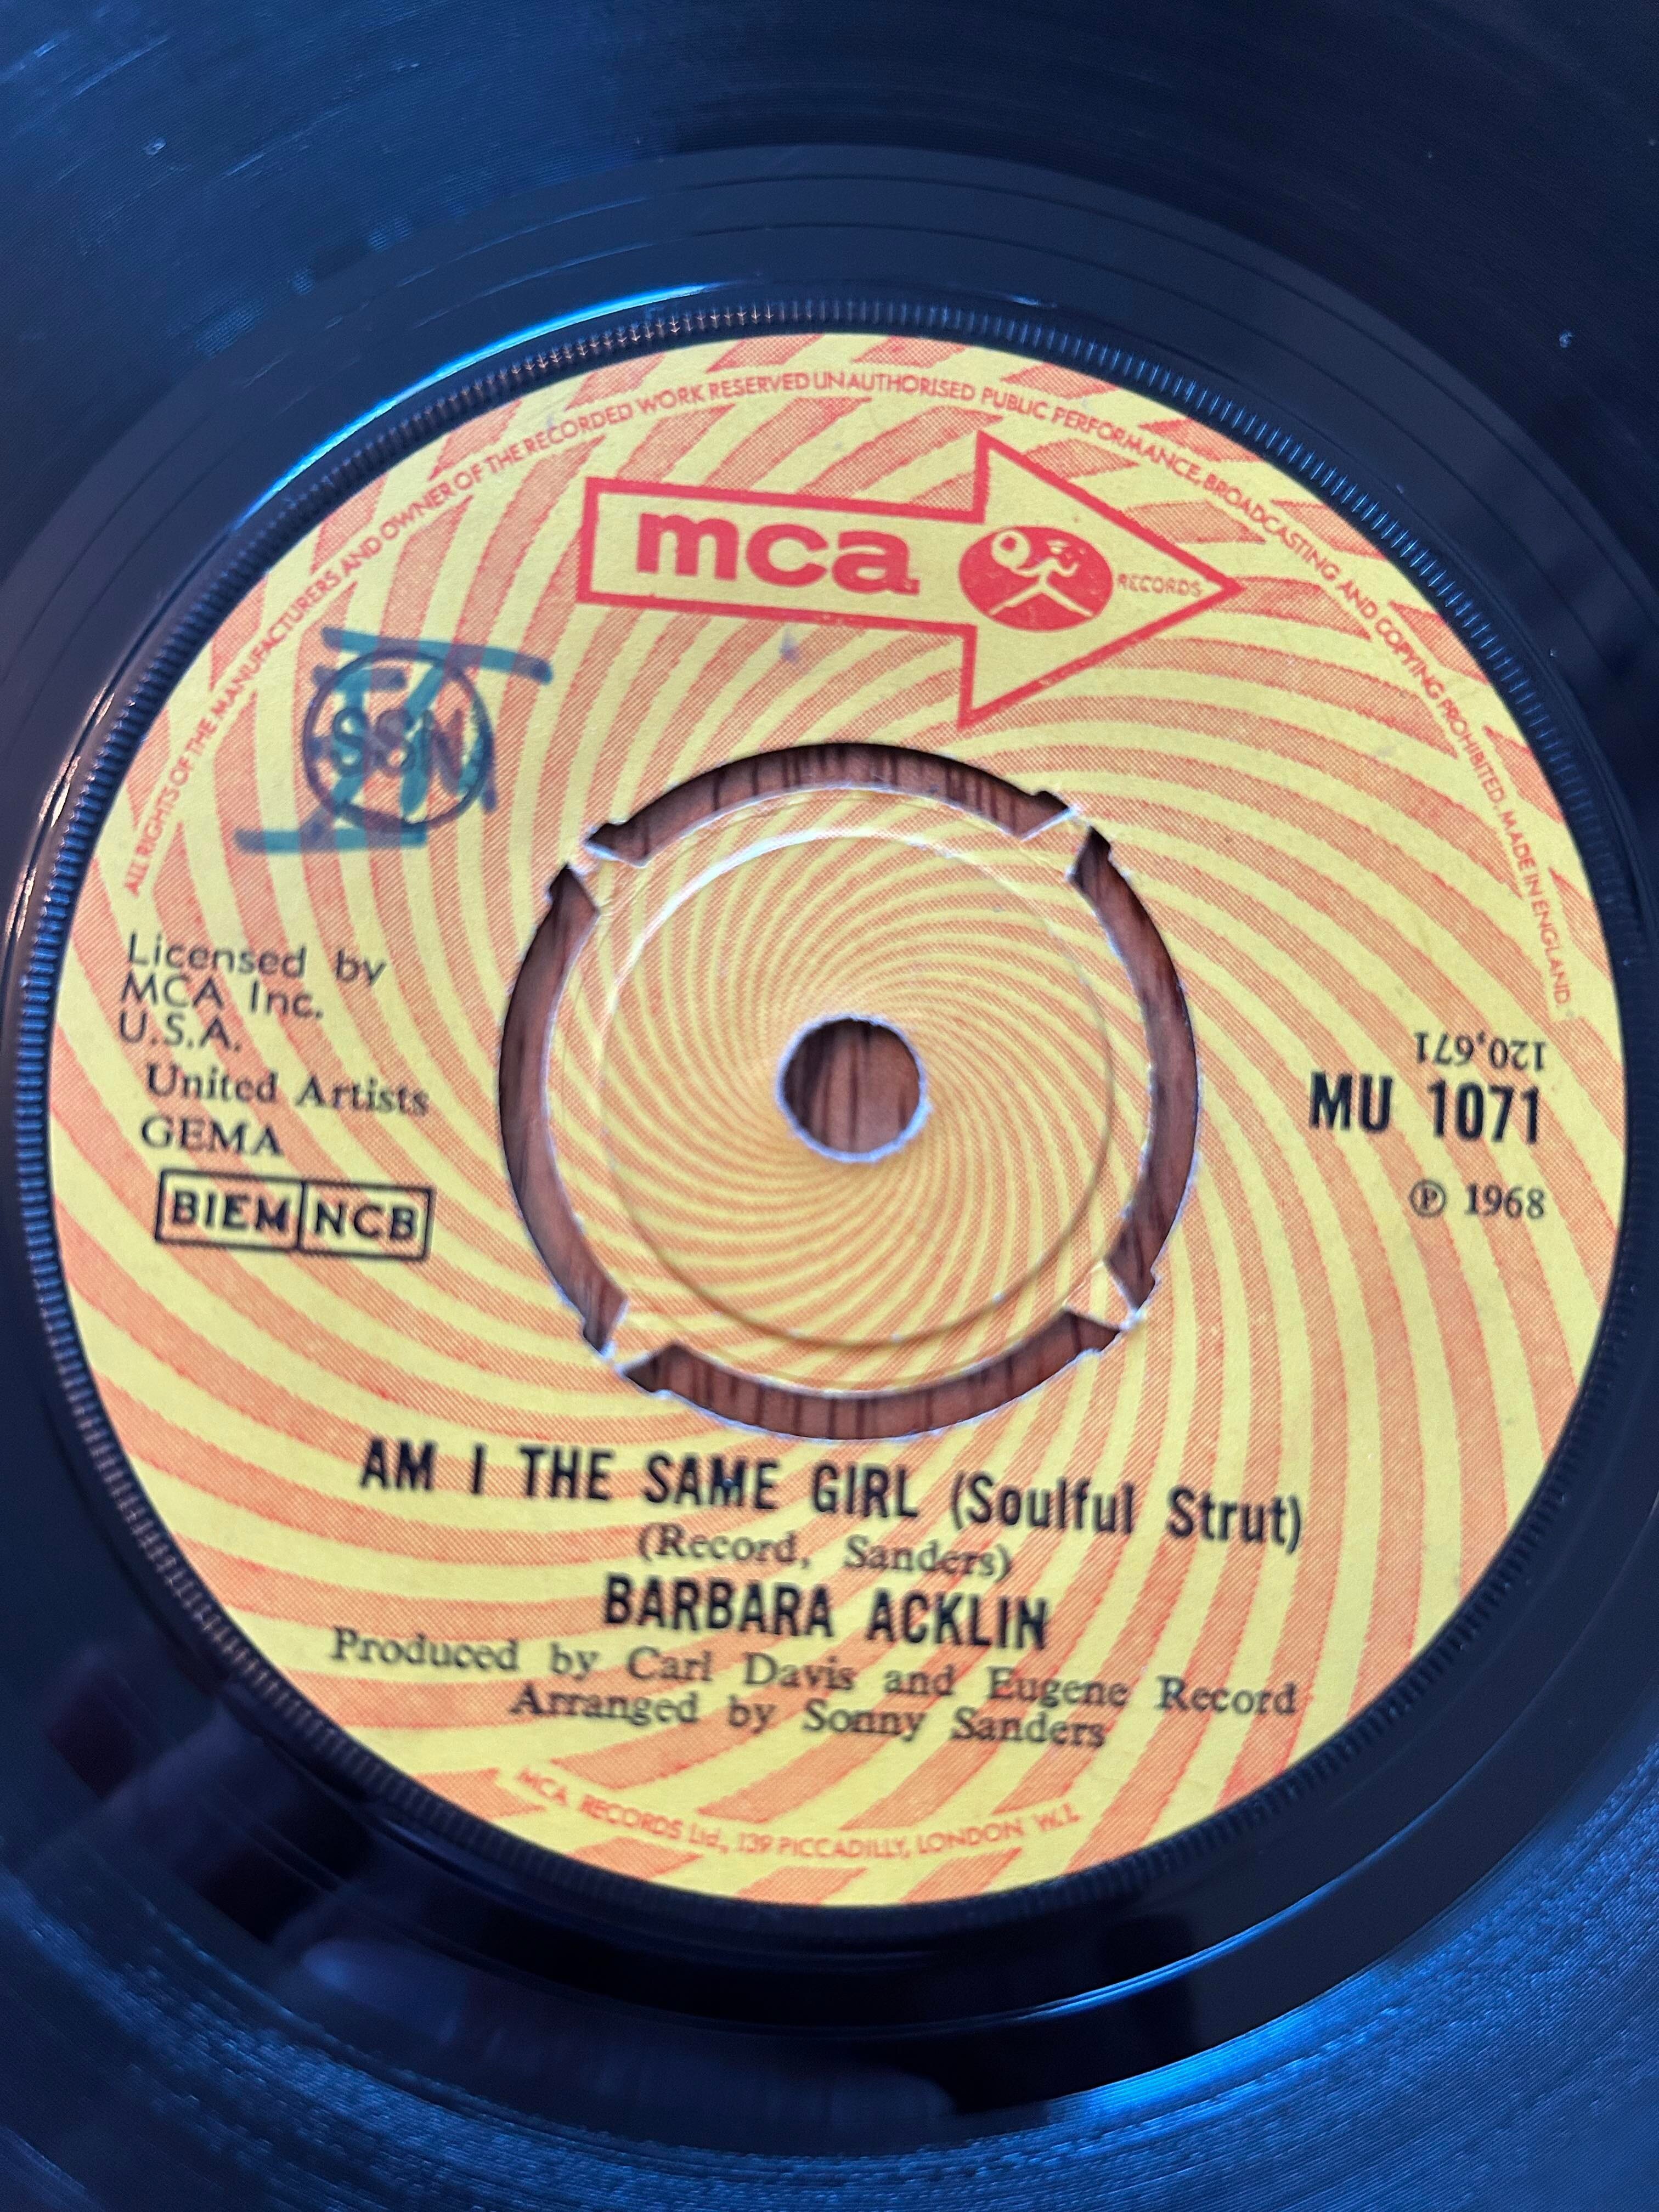 ALL RIGHTS OF THE MANUFACTURERS AND OWNER OF THE RECORDED WORK RESERVED UNAUTHORISED PUBLIC PERFORMANCE, BROADCASTING AND COPYING PROHIBITED. MADE IN ENGLAND.
mca RECORDS
SSN
Licensed by
MCA Inc.
U.S.A.
United Artists
GEMA
BIEM NCB
120,671
MU 1071
℗ 1968
AM I THE SAME GIRL (Soulful Strut)
(Record, Sanders)
BARBARA ACKLIN
Produced by Carl Davis and Eugene Record
Arranged by Sonny Sanders
MCA RECORDS Ltd., 139 PICCADILLY, LONDON W.1.